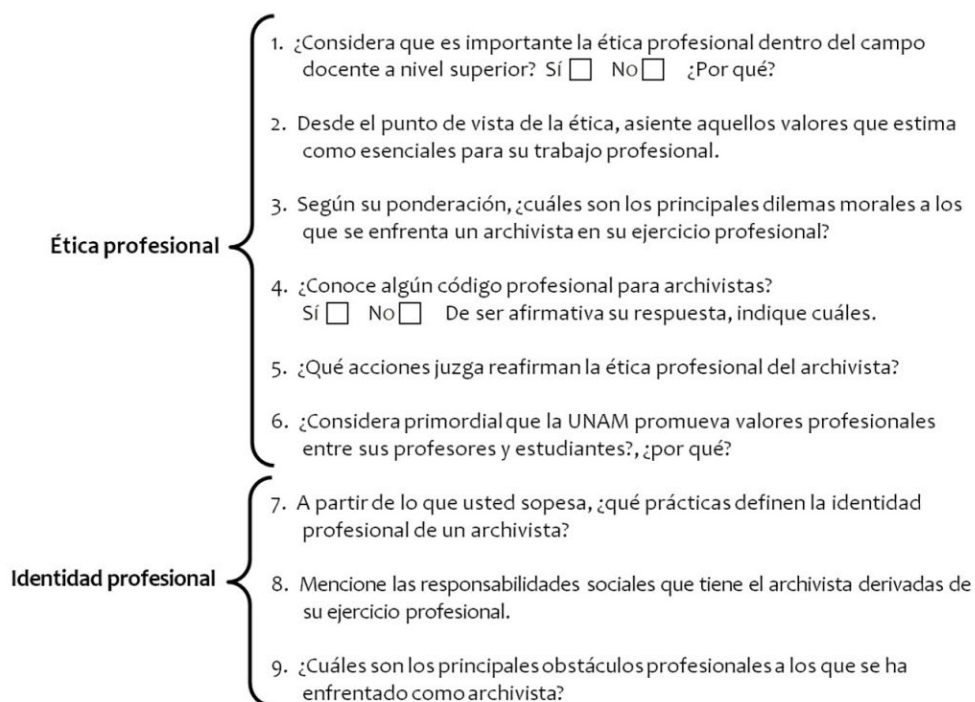 1. ¿Considera que es importante la ética profesional dentro del campo
docente a nivel superior? Sí □ No □ ¿Por qué?
2. Desde el punto de vista de la ética, asiente aquellos valores que estima
como esenciales para su trabajo profesional.
3. Según su ponderación, ¿cuáles son los principales dilemas morales a los
que se enfrenta un archivista en su ejercicio profesional?
Ética profesional
4. ¿Conoce algún código profesional para archivistas?
Sí □ No □ De ser afirmativa su respuesta, indique cuáles.
5. ¿Qué acciones juzga reafirman la ética profesional del archivista?
6. ¿Considera primordial que la UNAM promueva valores profesionales
entre sus profesores y estudiantes?, ¿por qué?
7. A partir de lo que usted sopesa, ¿qué prácticas definen la identidad
profesional de un archivista?
Identidad profesional
8. Mencione las responsabilidades sociales que tiene el archivista derivadas de
su ejercicio profesional.
9. ¿Cuáles son los principales obstáculos profesionales a los que se ha
enfrentado como archivista?